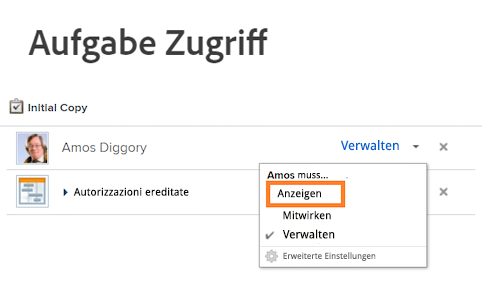 Aufgabe Zugriff
Initial Copy
Amos Diggory Verwalten
Amos muss...
Anzeigen
Autorizzazioni ereditate
Mitwirken
Verwalten
Erweiterte Einstellungen